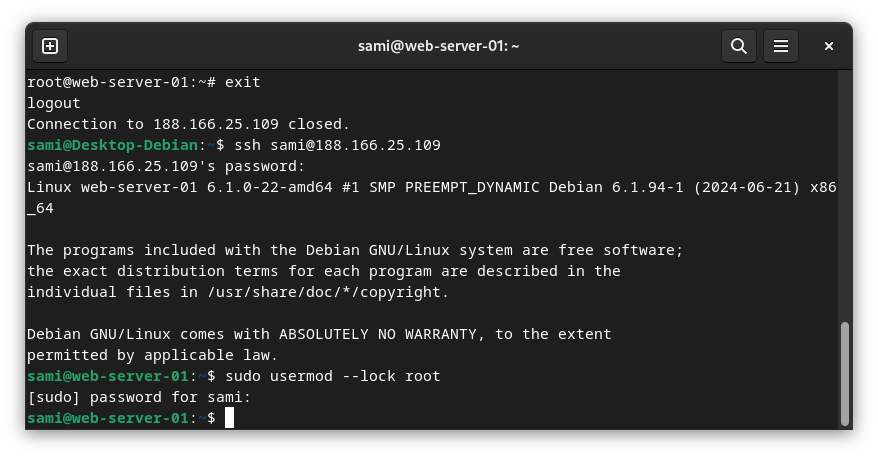 sami@web-server-01: ~
root@web-server-01:~# exit
logout
Connection to 188.166.25.109 closed.
sami@Desktop-Debian:~$ ssh sami@188.166.25.109
sami@188.166.25.109's password:
Linux web-server-01 6.1.0-22-amd64 #1 SMP PREEMPT_DYNAMIC Debian 6.1.94-1 (2024-06-21) x86
_64
The programs included with the Debian GNU/Linux system are free software;
the exact distribution terms for each program are described in the
individual files in /usr/share/doc/*/copyright.
Debian GNU/Linux comes with ABSOLUTELY NO WARRANTY, to the extent
permitted by applicable law.
sami@web-server-01:~$ sudo usermod --lock root
[sudo] password for sami:
sami@web-server-01:~$